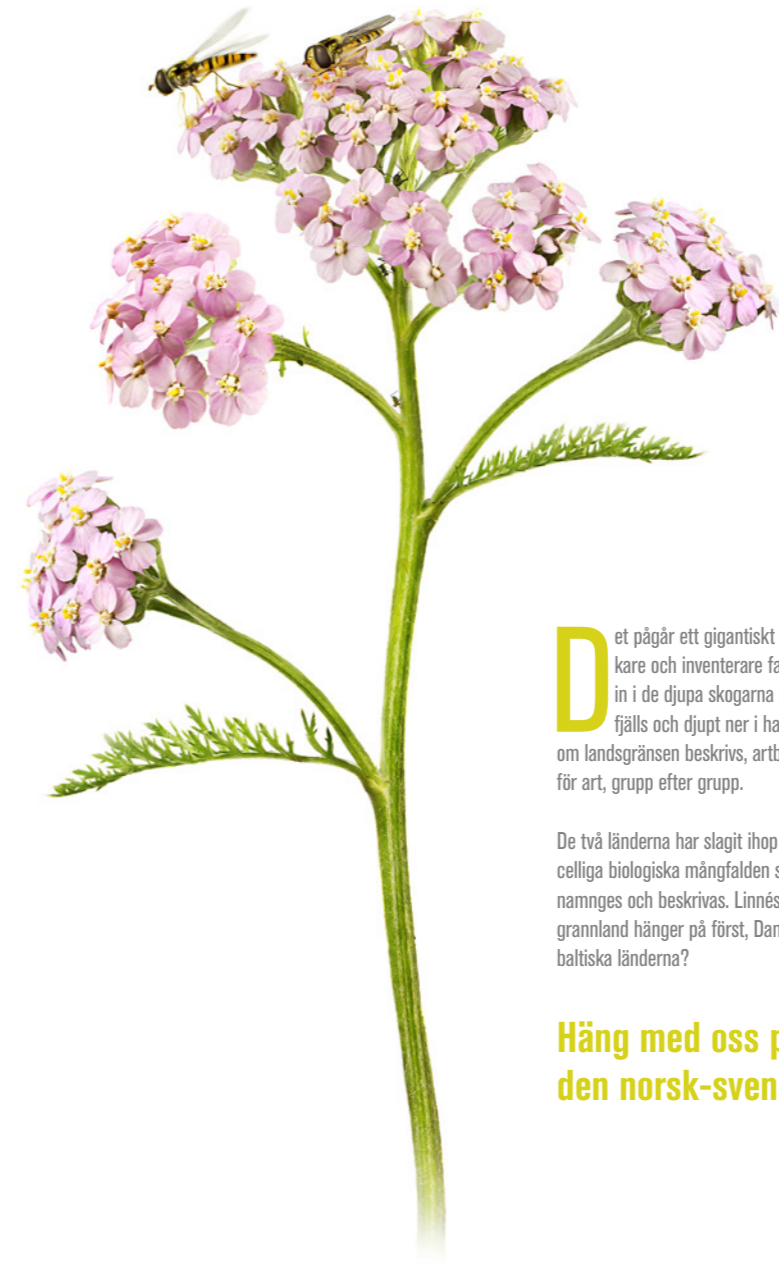 Det pågår ett gigantiskt
kare och inventerare fa
in i de djupa skogarna
fjälls och djupt ner i ha
om landsgränsen beskrivs, artb
för art, grupp efter grupp.
De två länderna har slagit ihop
celliga biologiska mångfalden s
namnges och beskrivas. Linnés
grannland hänger på först, Dan
baltiska länderna?
Häng med oss p
den norsk-sven